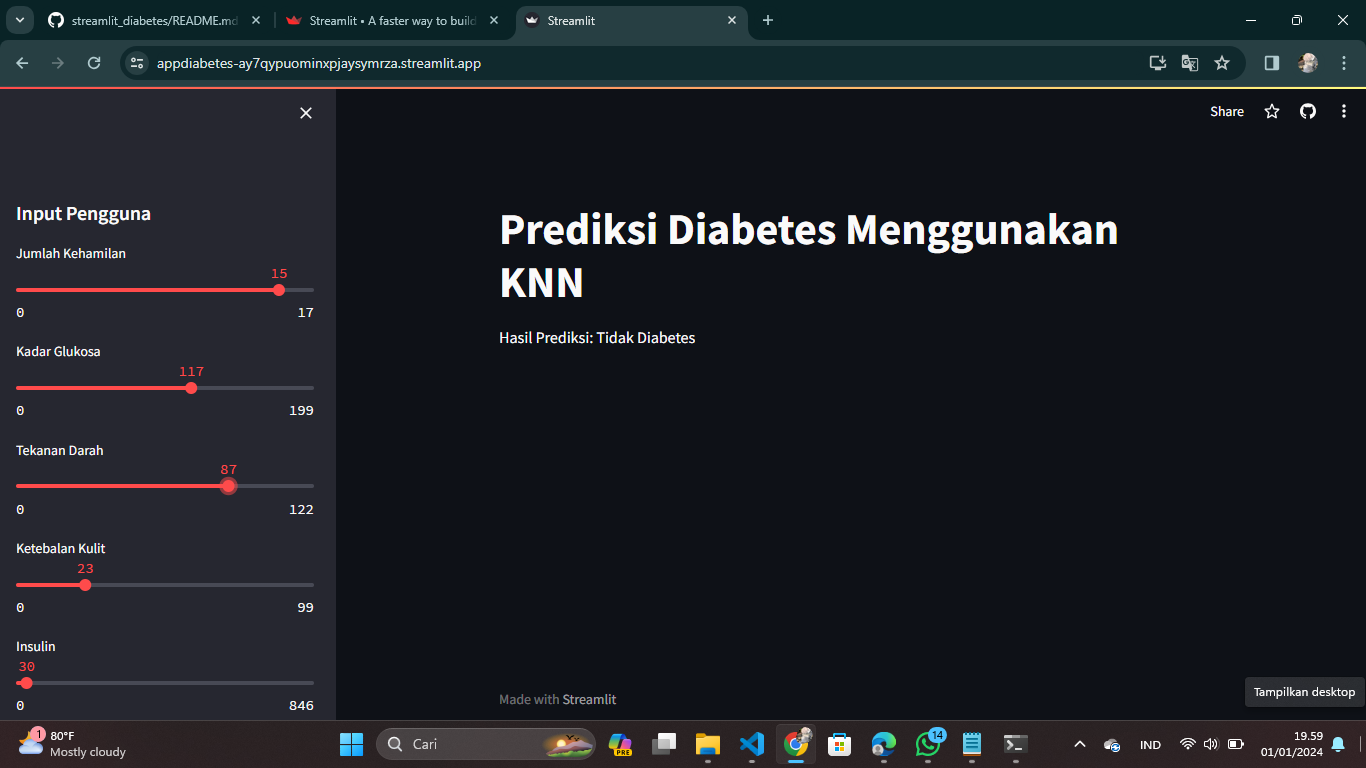 streamlit_diabetes/README.md
Streamlit • A faster way to build
Streamlit
appdiabetes-ay7qypuominxpjaysymrza.streamlit.app
Share
Input Pengguna
Jumlah Kehamilan
15
0 17
Kadar Glukosa
117
0 199
Tekanan Darah
87
0 122
Ketebalan Kulit
23
0 99
Insulin
30
0 846
Prediksi Diabetes Menggunakan
KNN
Hasil Prediksi: Tidak Diabetes
Made with Streamlit
Tampilkan desktop
1
80°F
Mostly cloudy
Cari
PRE
14
IND
19.59
01/01/2024